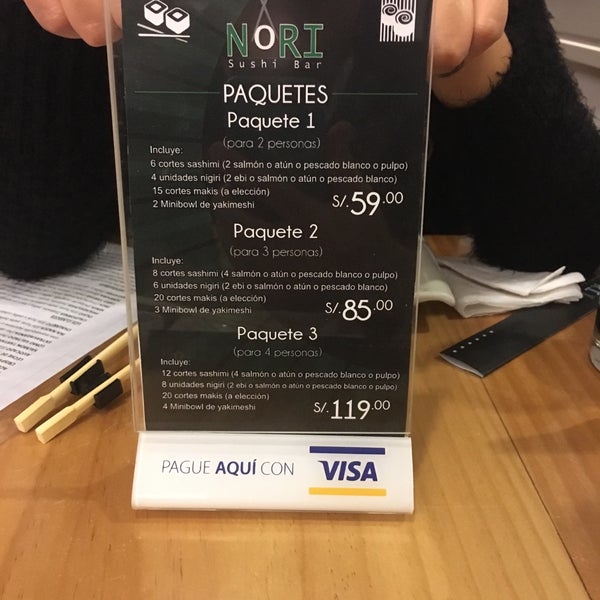 NORI
Sushi Bar
PAQUETES
Paquete 1
(para 2 personas)
Incluye:
6 cortes sashimi (2 salmón o atún o pescado blanco o pulpo)
4 unidades nigiri (2 ebi o salmón o atún o pescado blanco)
15 cortes makis (a elección)
2 Minibowl de yakimeshi
S/.59.00
Paquete 2
(para 3 personas)
Incluye:
8 cortes sashimi (4 salmón o atún o pescado blanco o pulpo)
6 unidades nigiri (2 ebi o salmón o atún o pescado blanco)
20 cortes makis (a elección)
3 Minibowl de yakimeshi
S/.85.00
Paquete 3
(para 4 personas)
Incluye:
12 cortes sashimi (4 salmón o atún o pescado blanco o pulpo)
8 unidades nigiri (2 ebi o salmón o atún o pescado blanco o pulpo)
20 cortes makis (a elección)
4 Minibowl de yakimeshi
S/.119.00
PAGUE AQUÍ CON VISA